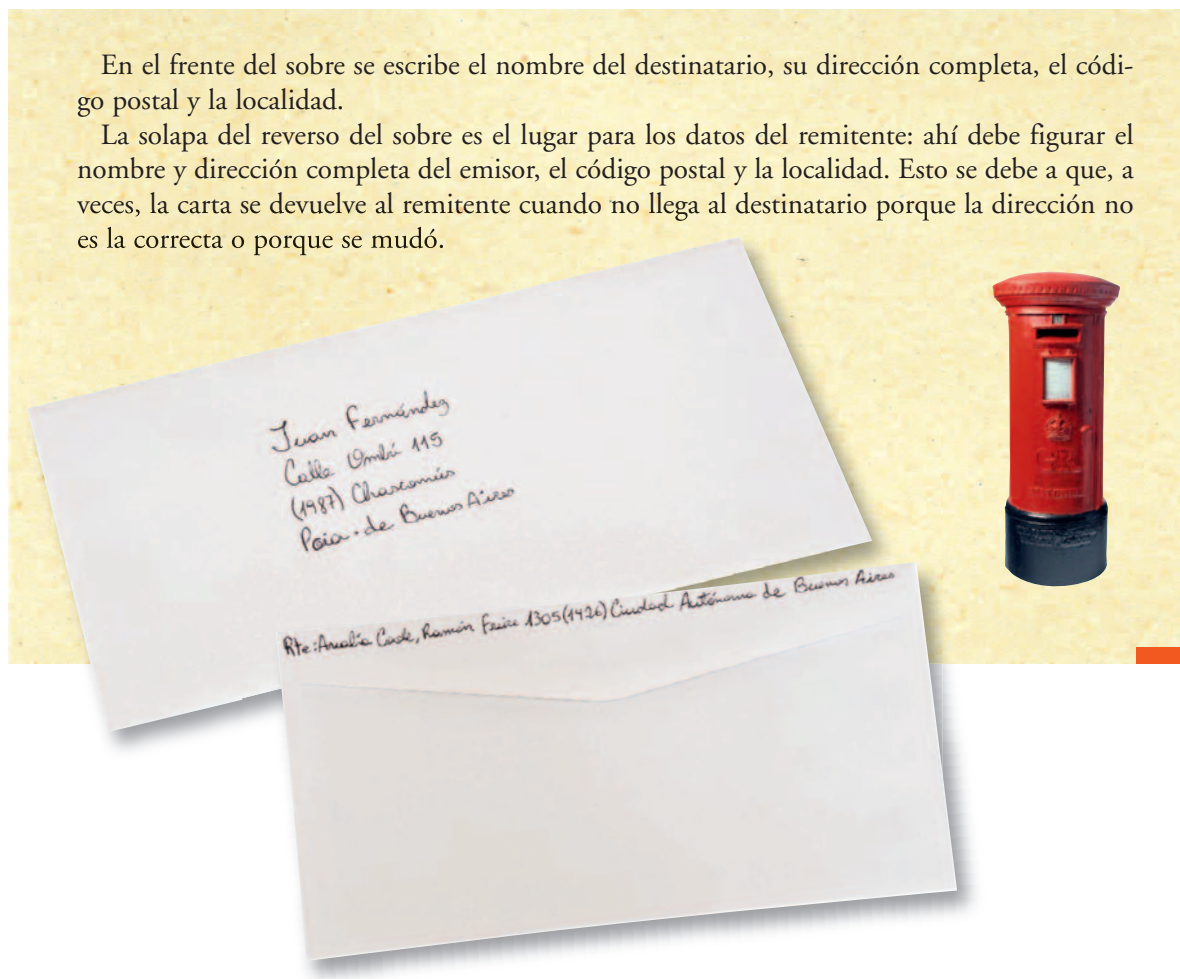 En el frente del sobre se escribe el nombre del destinatario, su dirección completa, el códi-
go postal y la localidad.
La solapa del reverso del sobre es el lugar para los datos del remitente: ahí debe figurar el
nombre y dirección completa del emisor, el código postal y la localidad. Esto se debe a que, a
veces, la carta se devuelve al remitente cuando no llega al destinatario porque la dirección no
es la correcta o porque se mudó.
Juan Fernández
Calle Ombú 115
(1987) Chascomús
Pcia. de Buenos Aires
Rte: Amalia Ramón Freire 1305 (1426) Ciudad Autónoma de Buenos Aires